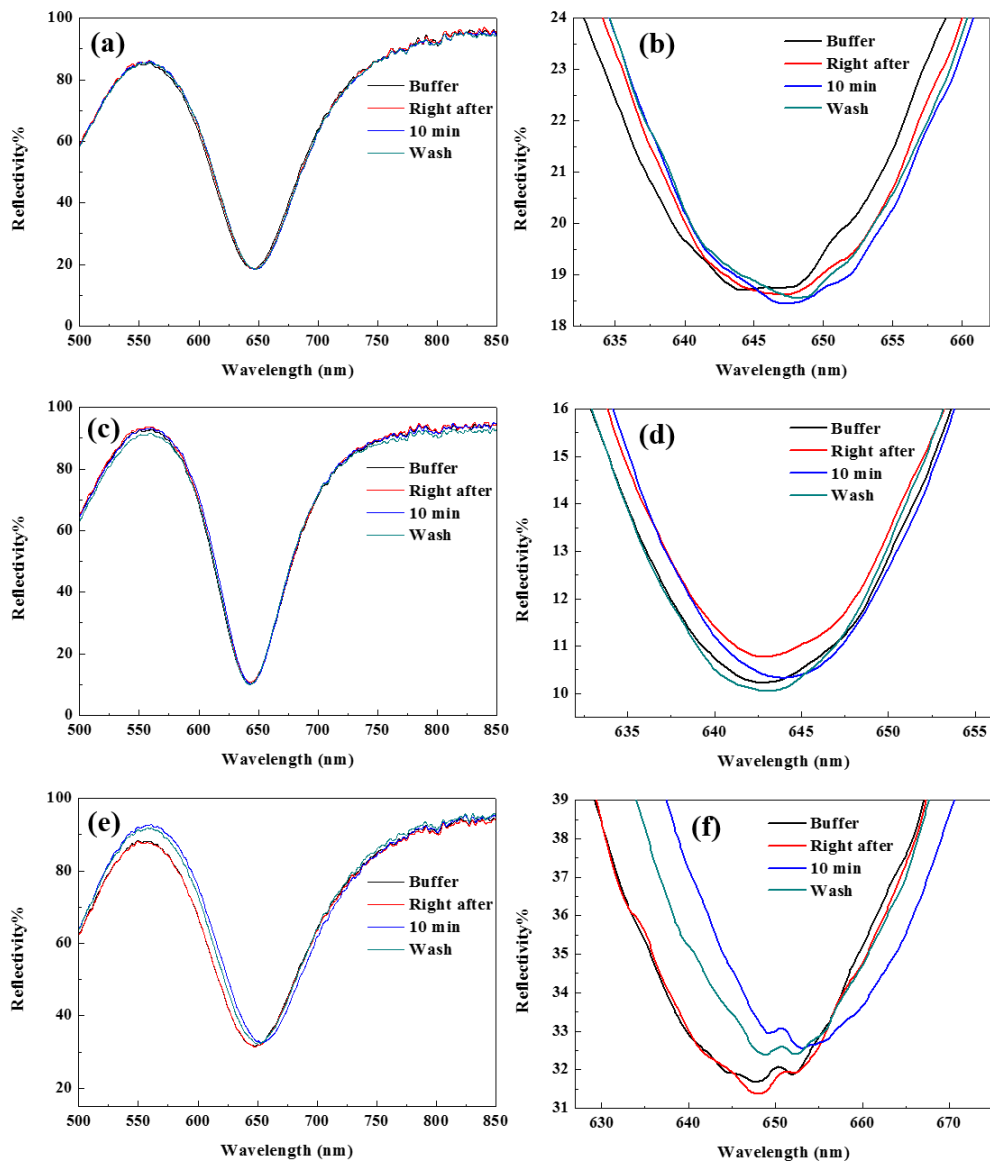 (a)
Buffer
Right after
10 min
Wash
Reflectivity%
100
80
60
40
20
0
500 550 600 650 700 750 800 850
Wavelength (nm)
(b)
Buffer
Right after
10 min
Wash
Reflectivity%
24
23
22
21
20
19
18
635 640 645 650 655 660
Wavelength (nm)
(c)
Buffer
Right after
10 min
Wash
Reflectivity%
100
80
60
40
20
0
500 550 600 650 700 750 800 850
Wavelength (nm)
(d)
Buffer
Right after
10 min
Wash
Reflectivity%
16
15
14
13
12
11
10
635 640 645 650 655
Wavelength (nm)
(e)
Buffer
Right after
10 min
Wash
Reflectivity%
100
80
60
40
20
500 550 600 650 700 750 800 850
Wavelength (nm)
(f)
Buffer
Right after
10 min
Wash
Reflectivity%
39
38
37
36
35
34
33
32
31
630 640 650 660 670
Wavelength (nm)